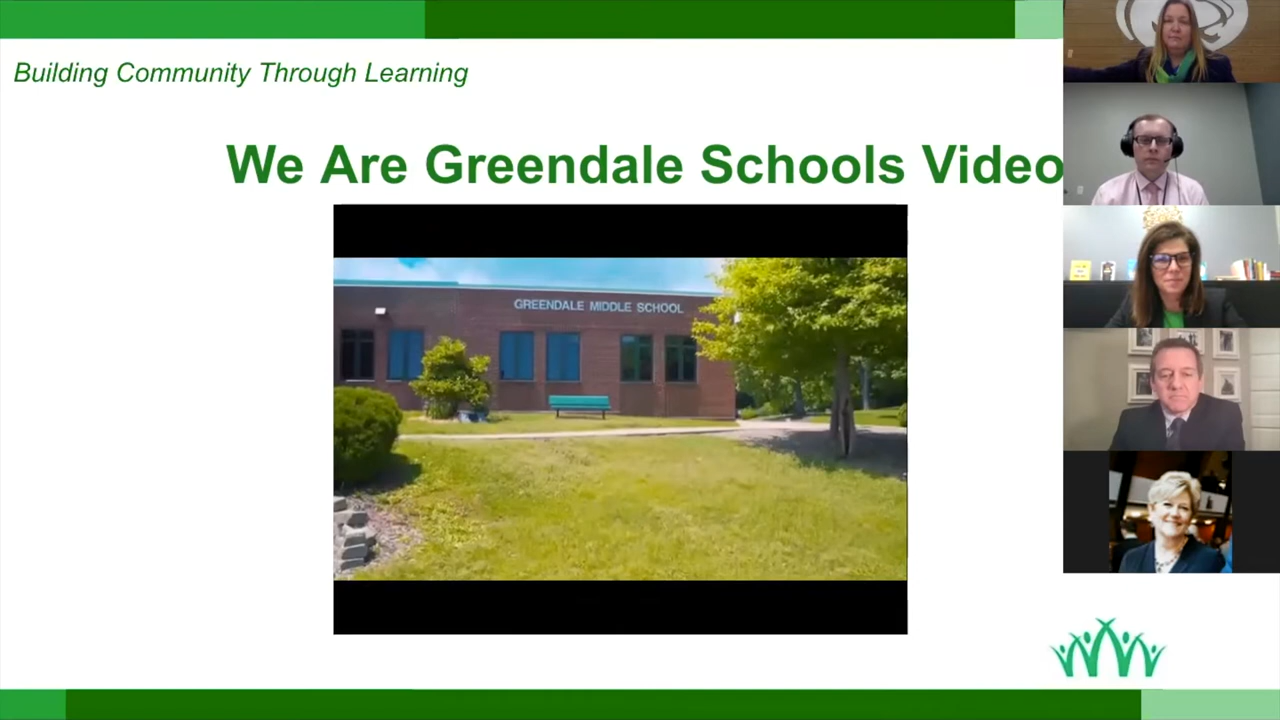 Building Community Through Learning
We Are Greendale Schools Video
GREENDALE MIDDLE SCHOOL